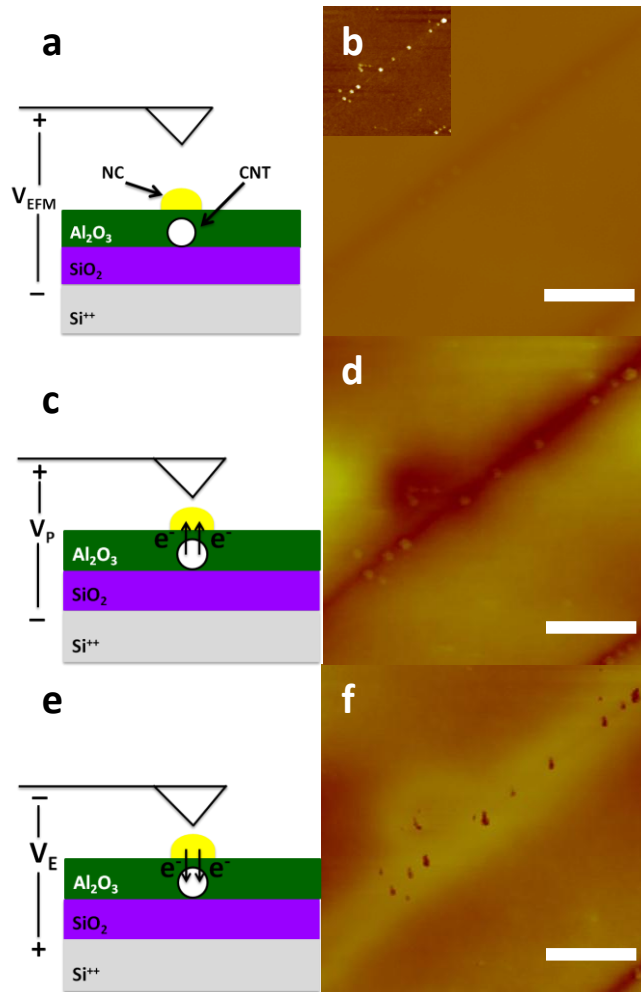 a
b
+
NC
CNT
V_EFM
Al₂O₃
SiO₂
−
Si⁺⁺
c
d
+
V_P
e⁻ e⁻
Al₂O₃
SiO₂
−
Si⁺⁺
e
f
−
V_E
e⁻ e⁻
Al₂O₃
SiO₂
+
Si⁺⁺